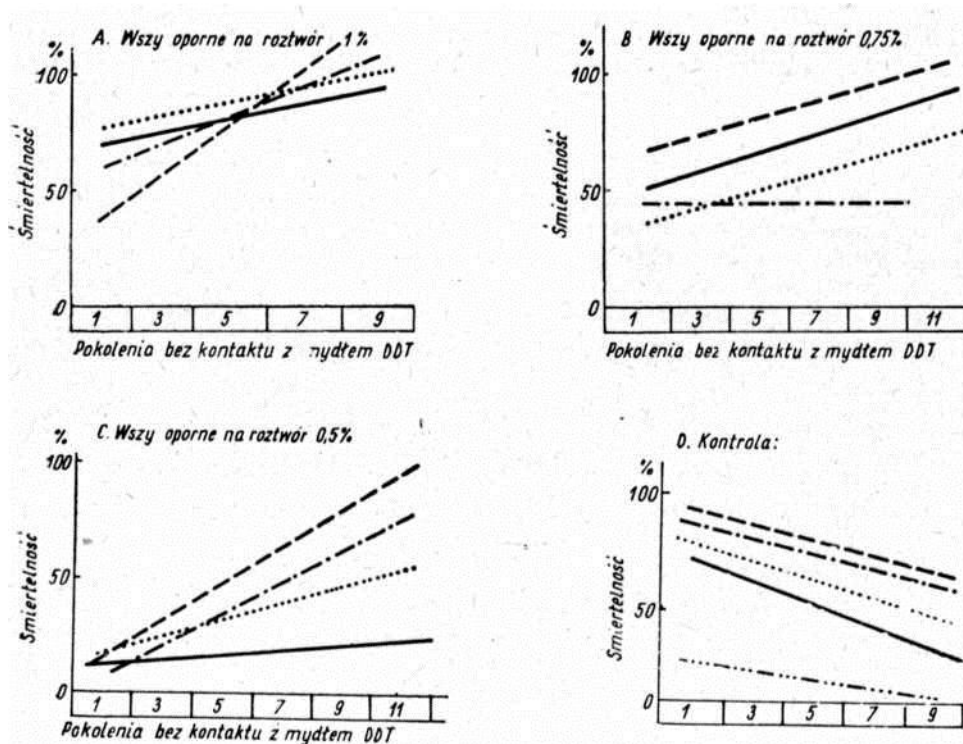 A. Wszy oporne na roztwór 1%
%
100
50
0
Śmiertelność
1 3 5 7 9
Pokolenia bez kontaktu z mydłem DDT
B Wszy oporne na roztwór 0,75%
%
100
50
0
Śmiertelność
1 3 5 7 9 11
Pokolenia bez kontaktu z mydłem DDT
C. Wszy oporne na roztwór 0,5%
%
100
50
0
Śmiertelność
1 3 5 7 9 11
Pokolenia bez kontaktu z mydłem DDT
D. Kontrola:
%
100
50
0
Śmiertelność
1 3 5 7 9